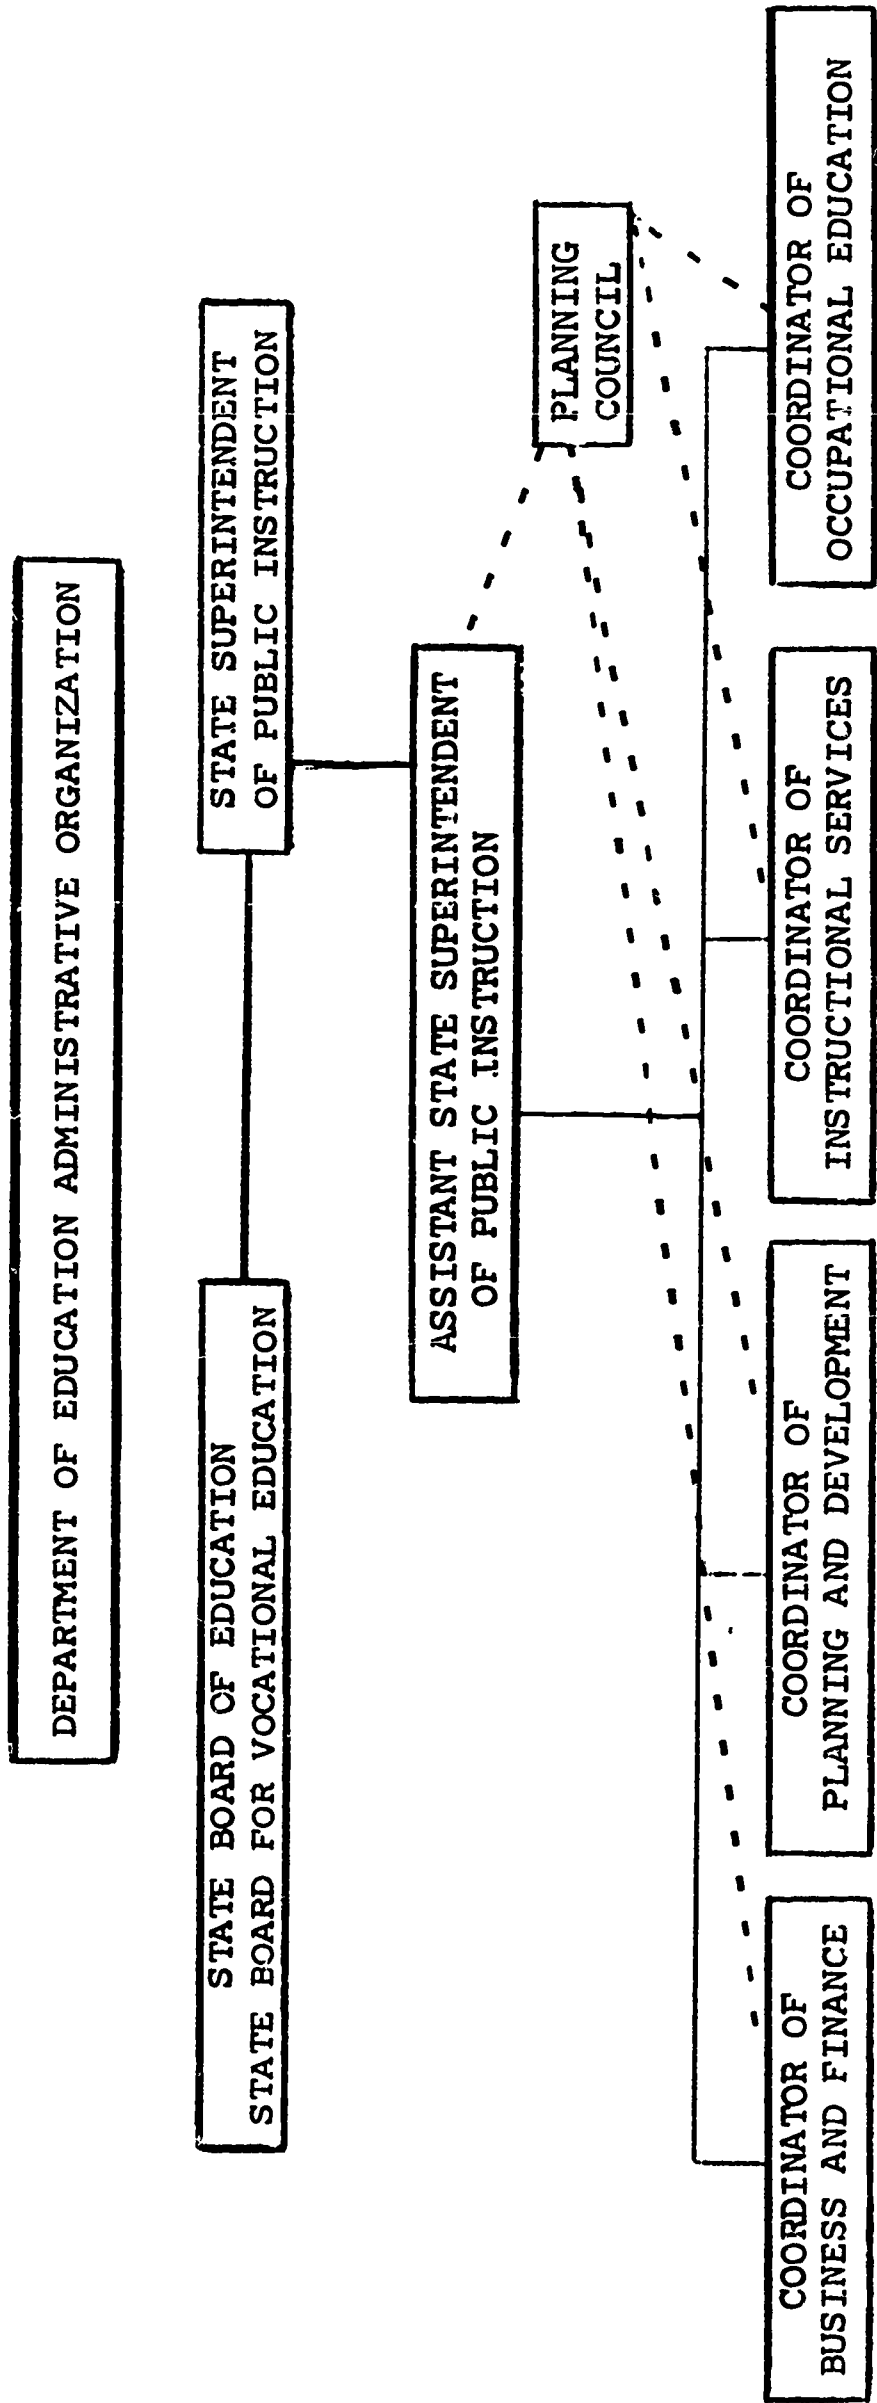 DEPARTMENT OF EDUCATION ADMINISTRATIVE ORGANIZATION
STATE BOARD OF EDUCATION
STATE BOARD FOR VOCATIONAL EDUCATION
STATE SUPERINTENDENT
OF PUBLIC INSTRUCTION
ASSISTANT STATE SUPERINTENDENT
OF PUBLIC INSTRUCTION
PLANNING
COUNCIL
COORDINATOR OF
BUSINESS AND FINANCE
COORDINATOR OF
PLANNING AND DEVELOPMENT
COORDINATOR OF
INSTRUCTIONAL SERVICES
COORDINATOR OF
OCCUPATIONAL EDUCATION